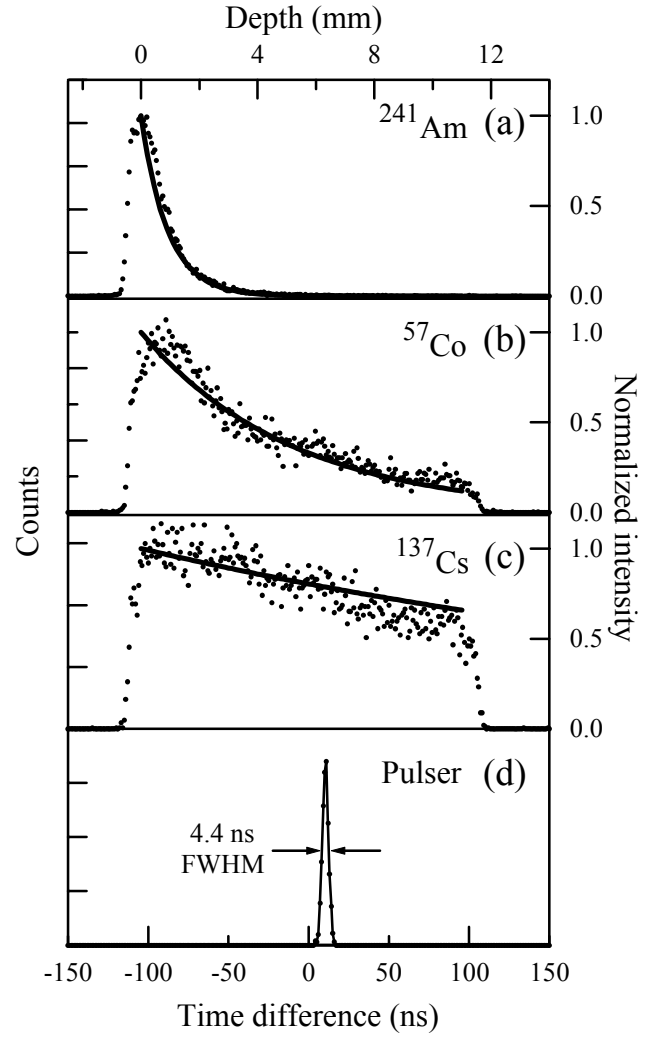 Depth (mm)
0 4 8 12
²⁴¹Am (a)
1.0
0.5
0.0
⁵⁷Co (b)
1.0
0.5
0.0
¹³⁷Cs (c)
1.0
0.5
0.0
Pulser (d)
4.4 ns
FWHM
Counts
Normalized intensity
-150 -100 -50 0 50 100 150
Time difference (ns)